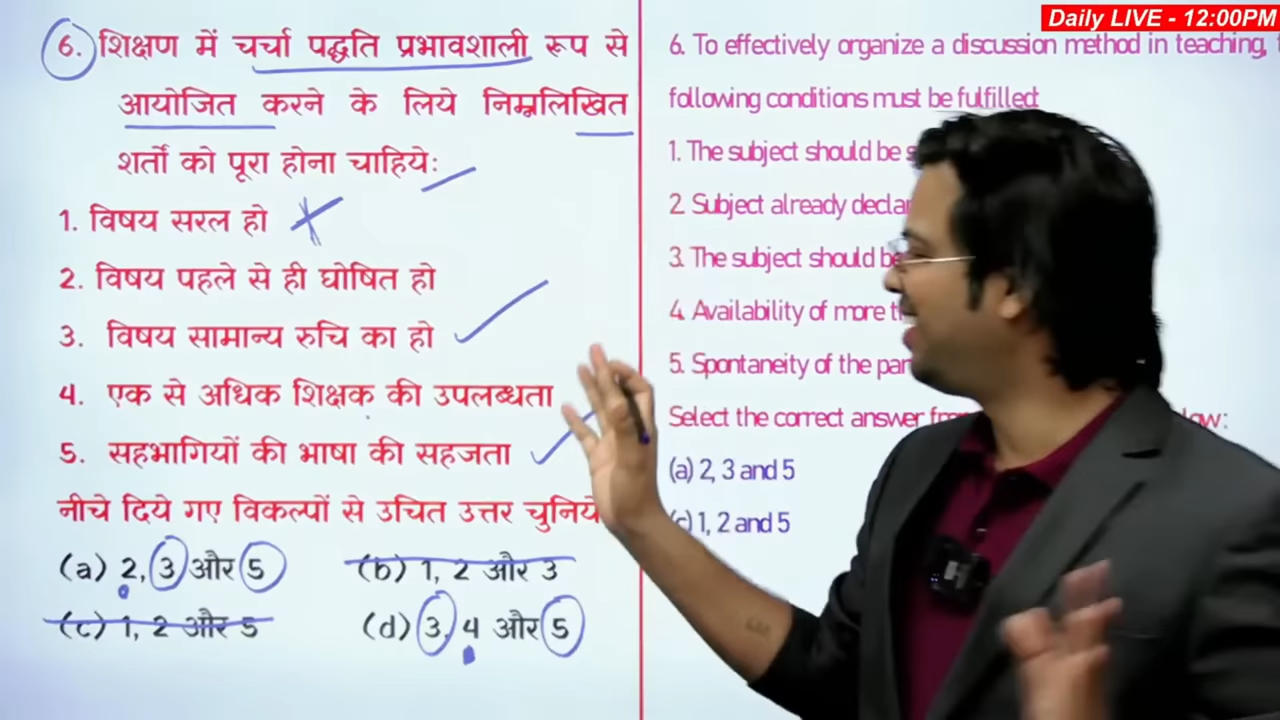 Daily LIVE - 12:00PM
6. शिक्षण में चर्चा पद्धति प्रभावशाली रूप से
आयोजित करने के लिये निम्नलिखित
शर्तों को पूरा होना चाहियेः
1. विषय सरल हो
2. विषय पहले से ही घोषित हो
3. विषय सामान्य रुचि का हो
4. एक से अधिक शिक्षक की उपलब्धता
5. सहभागियों की भाषा की सहजता
नीचे दिये गए विकल्पों से उचित उत्तर चुनिये
(a) 2, 3 और 5 (b) 1, 2 और 3
(c) 1, 2 और 5 (d) 3, 4 और 5
6. To effectively organize a discussion method in teaching,
following conditions must be fulfilled
1. The subject should be
2. Subject already
3. The subject should
4. Availability of more
5. Spontaneity of the
Select the correct answer
(a) 2, 3 and 5
(c) 1, 2 and 5